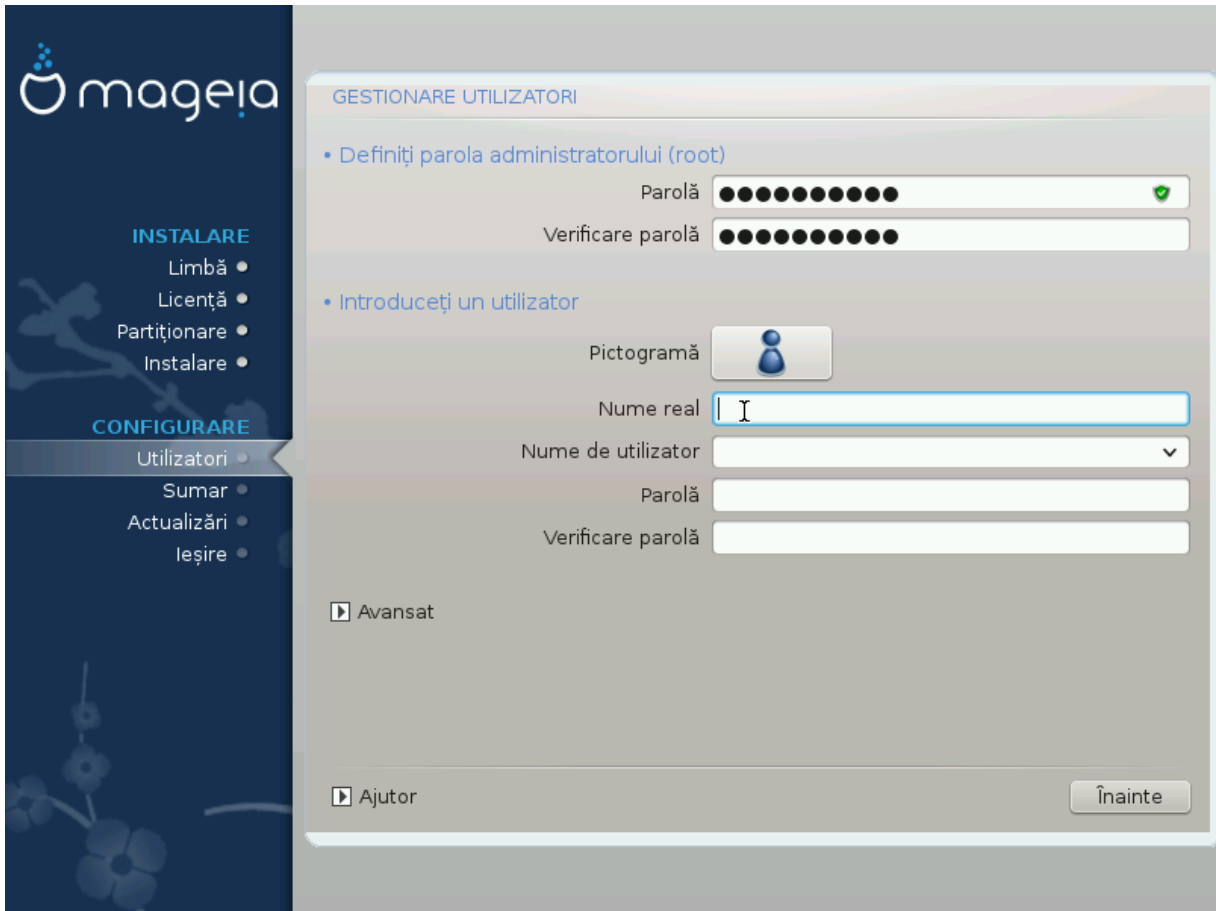 mageia
INSTALARE
Limbă
Licență
Partiționare
Instalare
CONFIGURARE
Utilizatori
Sumar
Actualizări
Ieșire
GESTIONARE UTILIZATORI
• Definiți parola administratorului (root)
Parolă ●●●●●●●●●●
Verificare parolă ●●●●●●●●●●
• Introduceți un utilizator
Pictogramă
Nume real
Nume de utilizator
Parolă
Verificare parolă
Avansat
Ajutor
Înainte